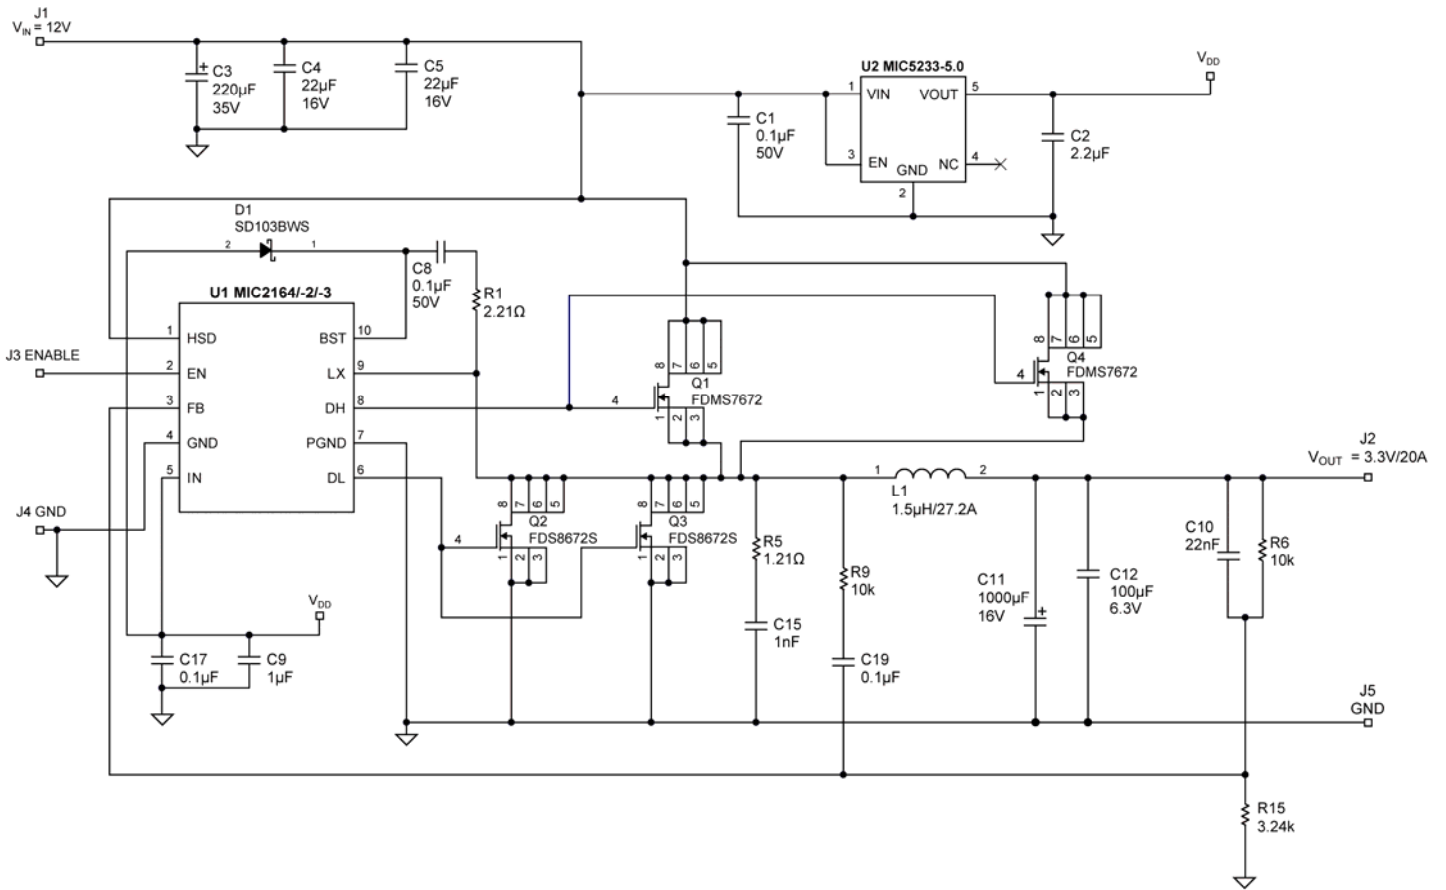 J1
VIN = 12V
C3
220µF
35V
+
C4
22µF
16V
C5
22µF
16V
U2 MIC5233-5.0
VDD
1
VIN
VOUT
5
3
EN
GND
NC
4
2
C1
0.1µF
50V
C2
2.2µF
D1
SD103BWS
2
1
C8
0.1µF
50V
R1
2.21Ω
U1 MIC2164/-2/-3
1
HSD
BST
10
J3 ENABLE
2
EN
LX
9
3
FB
DH
8
4
GND
PGND
7
5
IN
DL
6
J4 GND
8
7
6
5
Q1
FDMS7672
4
1
2
3
8
7
6
5
Q4
FDMS7672
4
1
2
3
8
7
6
5
Q2
FDS8672S
4
1
2
3
8
7
6
5
Q3
FDS8672S
1
2
3
R5
1.21Ω
C15
1nF
R9
10k
C19
0.1µF
1
2
L1
1.5µH/27.2A
J2
VOUT = 3.3V/20A
C10
22nF
R6
10k
C11
1000µF
16V
+
C12
100µF
6.3V
VDD
C17
0.1µF
C9
1µF
J5
GND
R15
3.24k